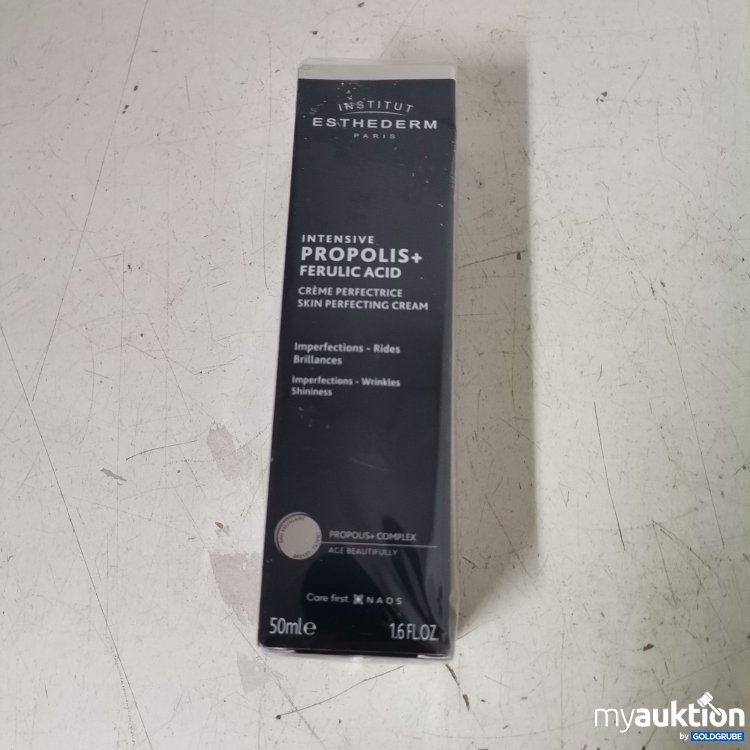 INSTITUT
ESTHEDERM
PARIS
INTENSIVE
PROPOLIS+
FERULIC ACID
CRÈME PERFECTRICE
SKIN PERFECTING CREAM
Imperfections - Rides
Brillances
Imperfections - Wrinkles
Shininess
PROPOLIS+ COMPLEX
AGE BEAUTIFULLY
Care first NAOS
50ml e
1.6 FL.OZ
myauktion
by GOLDGRUBE